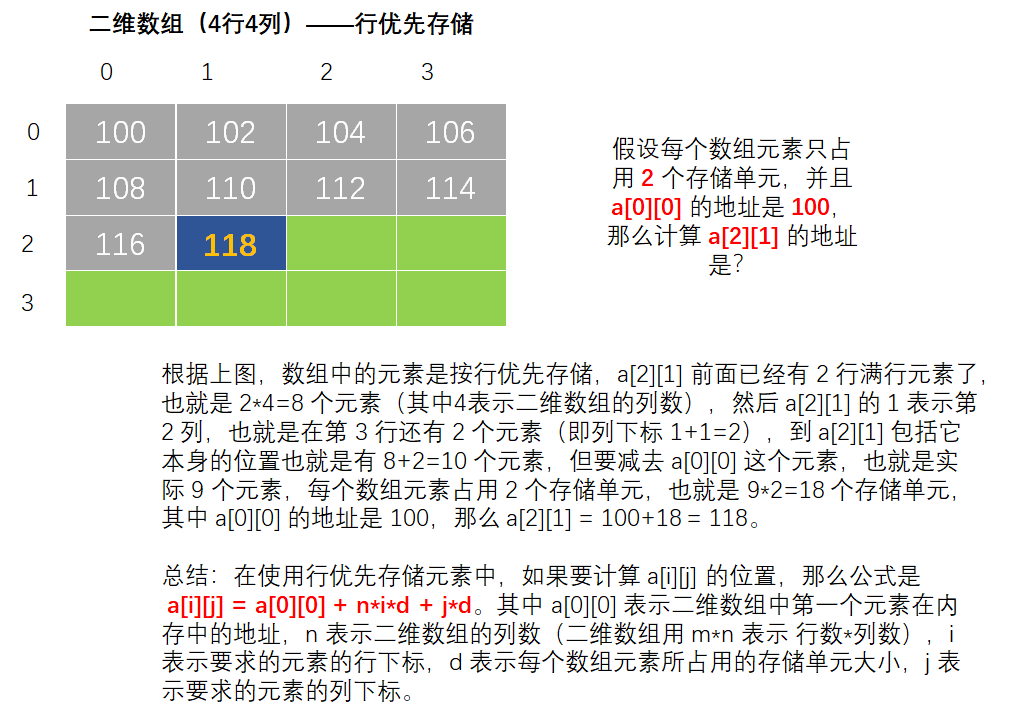 二维数组（4行4列）——行优先存储
0 1 2 3
0 100 102 104 106
1 108 110 112 114
2 116 118
3
假设每个数组元素只占
用 2 个存储单元，并且
a[0][0] 的地址是 100，
那么计算 a[2][1] 的地址
是？
根据上图，数组中的元素是按行优先存储，a[2][1] 前面已经有 2 行满行元素了，
也就是 2*4=8 个元素（其中4表示二维数组的列数），然后 a[2][1] 的 1 表示第
2 列，也就是在第 3 行还有 2 个元素（即列下标 1+1=2），到 a[2][1] 包括它
本身的位置也就是有 8+2=10 个元素，但要减去 a[0][0] 这个元素，也就是实
际 9 个元素，每个数组元素占用 2 个存储单元，也就是 9*2=18 个存储单元，
其中 a[0][0] 的地址是 100，那么 a[2][1] = 100+18 = 118。
总结：在使用行优先存储元素中，如果要计算 a[i][j] 的位置，那么公式是
a[i][j] = a[0][0] + n*i*d + j*d。其中 a[0][0] 表示二维数组中第一个元素在内
存中的地址，n 表示二维数组的列数（二维数组用 m*n 表示 行数*列数），i
表示要求的元素的行下标，d 表示每个数组元素所占用的存储单元大小，j 表
示要求的元素的列下标。